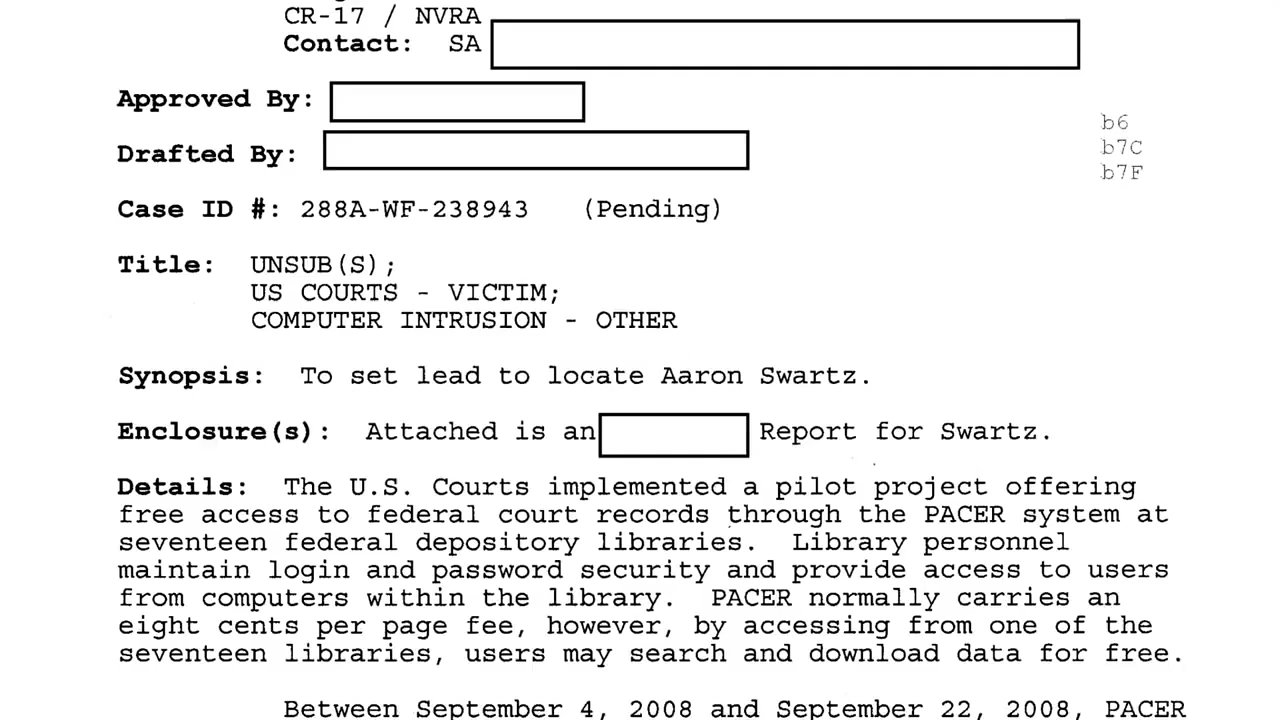 CR-17 / NVRA
Contact: SA
Approved By:
b6
Drafted By:
b7C
b7F
Case ID #: 288A-WF-238943 (Pending)
Title: UNSUB(S);
US COURTS - VICTIM;
COMPUTER INTRUSION - OTHER
Synopsis: To set lead to locate Aaron Swartz.
Enclosure(s): Attached is an Report for Swartz.
Details: The U.S. Courts implemented a pilot project offering
free access to federal court records through the PACER system at
seventeen federal depository libraries. Library personnel
maintain login and password security and provide access to users
from computers within the library. PACER normally carries an
eight cents per page fee, however, by accessing from one of the
seventeen libraries, users may search and download data for free.
Between September 4, 2008 and September 22, 2008, PACER